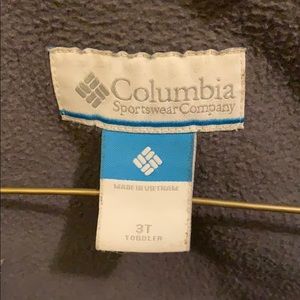 Columbia
Sportswear Company
MADE IN VIETNAM
3T
TODDLER